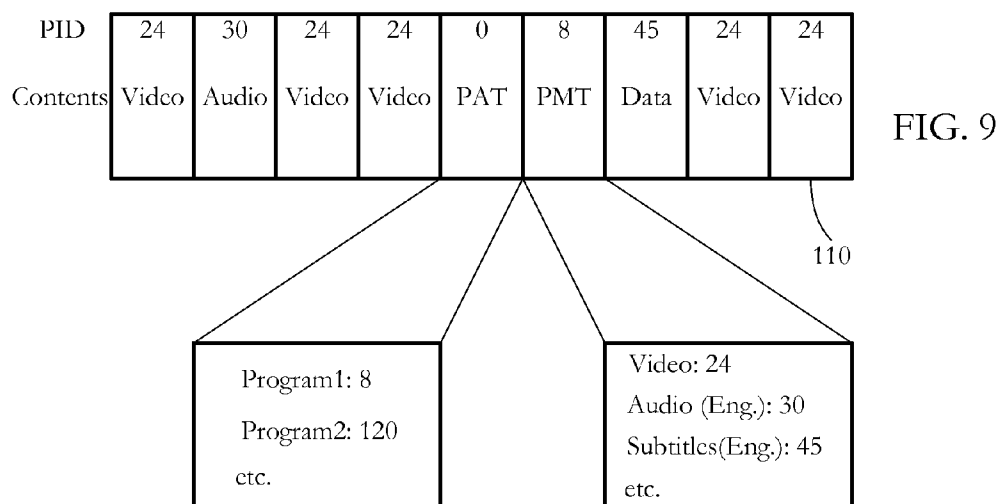 PID 24 30 24 24 0 8 45 24 24
Contents Video Audio Video Video PAT PMT Data Video Video
FIG. 9
110
Program1: 8
Program2: 120
etc.
Video: 24
Audio (Eng.): 30
Subtitles(Eng.): 45
etc.